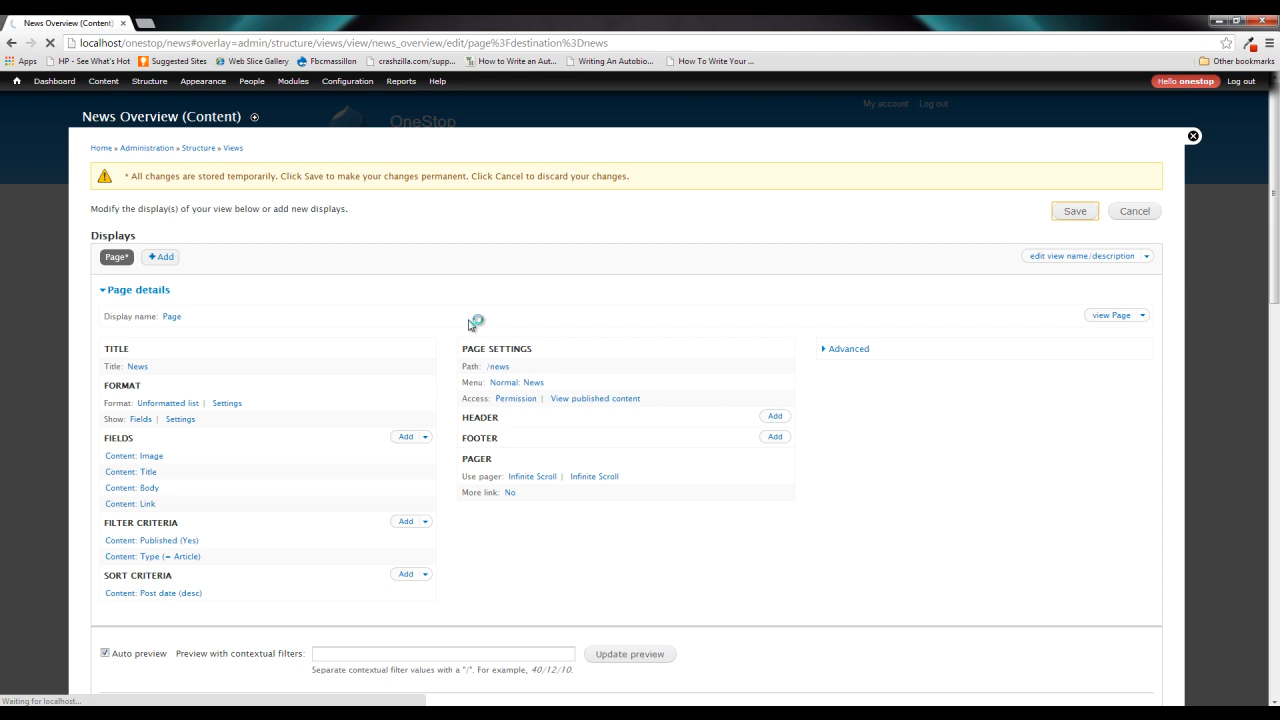 News Overview (Content)
localhost/onestop/news#overlay=admin/structure/views/view/news_overview/edit/page%3Fdestination%3Dnews
Apps HP - See What's Hot Suggested Sites Web Slice Gallery Fbcmassillon crashzilla.com/supp... How to Write an Aut... Writing An Autobio... How To Write Your ... Other bookmarks
Dashboard Content Structure Appearance People Modules Configuration Reports Help Hello onestop Log out
My account Log out
News Overview (Content)
OneStop
Home » Administration » Structure » Views
* All changes are stored temporarily. Click Save to make your changes permanent. Click Cancel to discard your changes.
Modify the display(s) of your view below or add new displays.
Save Cancel
Displays
Page* Add edit view name/description
Page details
Display name: Page view Page
TITLE
Title: News
FORMAT
Format: Unformatted list | Settings
Show: Fields | Settings
FIELDS Add
Content: Image
Content: Title
Content: Body
Content: Link
FILTER CRITERIA Add
Content: Published (Yes)
Content: Type (= Article)
SORT CRITERIA Add
Content: Post date (desc)
PAGE SETTINGS
Path: /news
Menu: Normal: News
Access: Permission | View published content
HEADER Add
FOOTER Add
PAGER
Use pager: Infinite Scroll | Infinite Scroll
More link: No
Advanced
Auto preview Preview with contextual filters: Update preview
Separate contextual filter values with a "/". For example, 40/12/10.
Waiting for localhost...